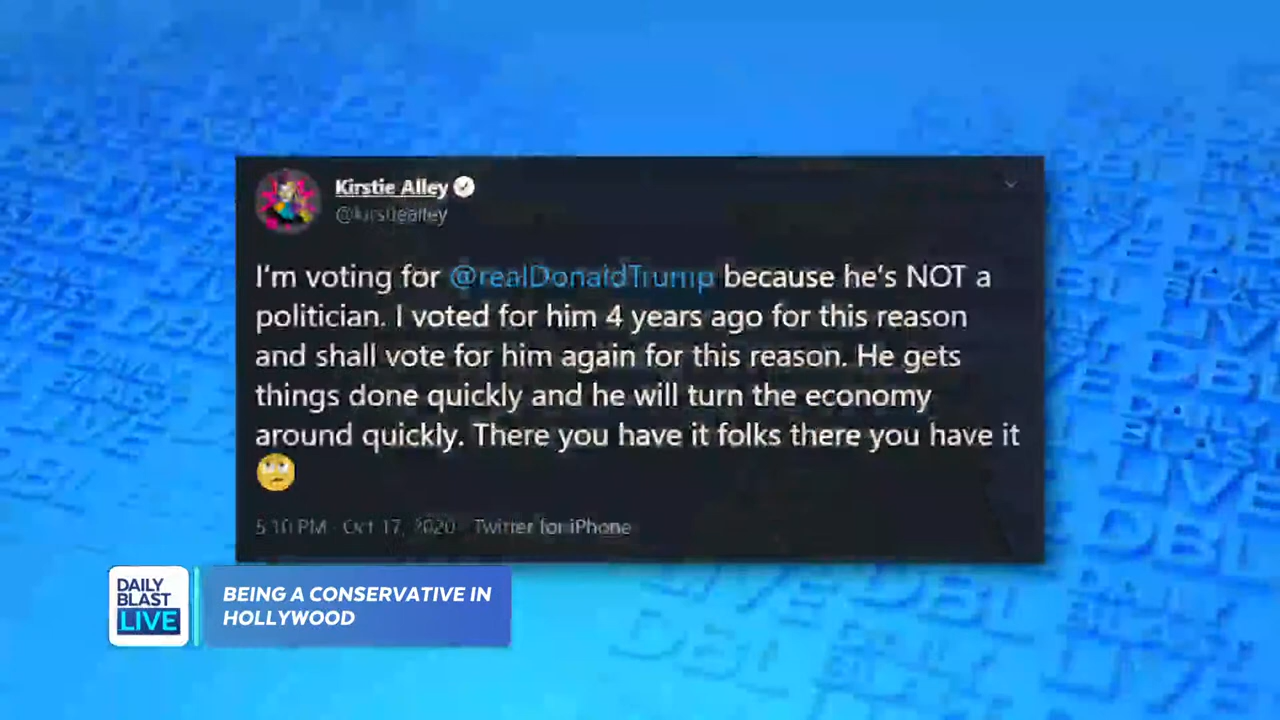 Kirstie Alley
@kirstiealley
I'm voting for @realDonaldTrump because he's NOT a
politician. I voted for him 4 years ago for this reason
and shall vote for him again for this reason. He gets
things done quickly and he will turn the economy
around quickly. There you have it folks there you have it
5:10 PM · Oct 17, 2020 · Twitter for iPhone
DAILY
BLAST
LIVE
BEING A CONSERVATIVE IN
HOLLYWOOD